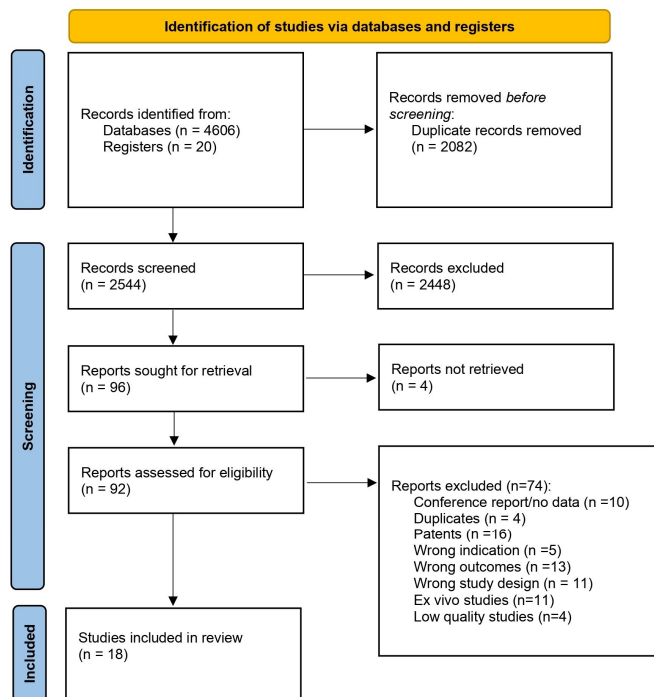 Identification of studies via databases and registers
Identification
Records identified from:
Databases (n = 4606)
Registers (n = 20)
Records removed before
screening:
Duplicate records removed
(n = 2082)
Screening
Records screened
(n = 2544)
Records excluded
(n = 2448)
Reports sought for retrieval
(n = 96)
Reports not retrieved
(n = 4)
Reports assessed for eligibility
(n = 92)
Reports excluded (n=74):
Conference report/no data (n =10)
Duplicates (n = 4)
Patents (n =16)
Wrong indication (n =5)
Wrong outcomes (n =13)
Wrong study design (n = 11)
Ex vivo studies (n=11)
Low quality studies (n=4)
Included
Studies included in review
(n = 18)